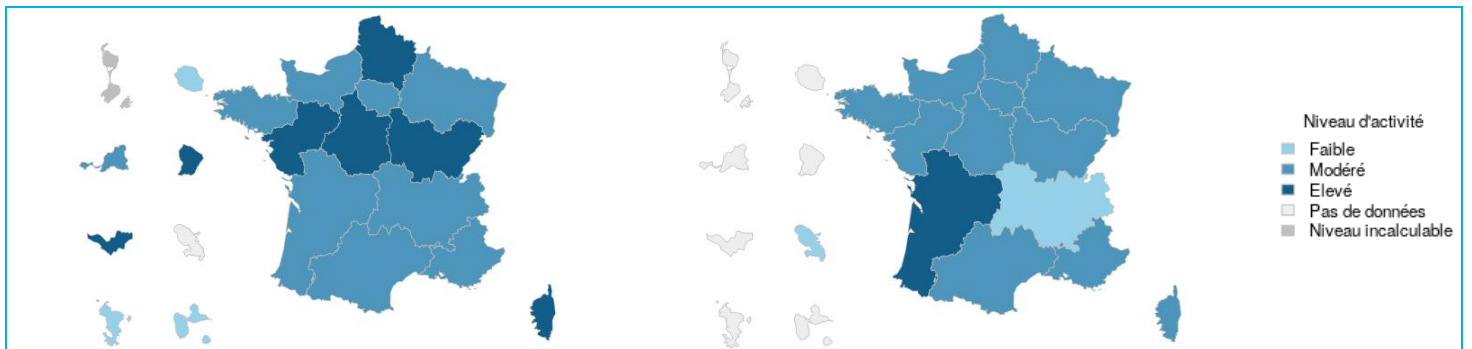 Niveau d'activité
Faible
Modéré
Elevé
Pas de données
Niveau incalculable